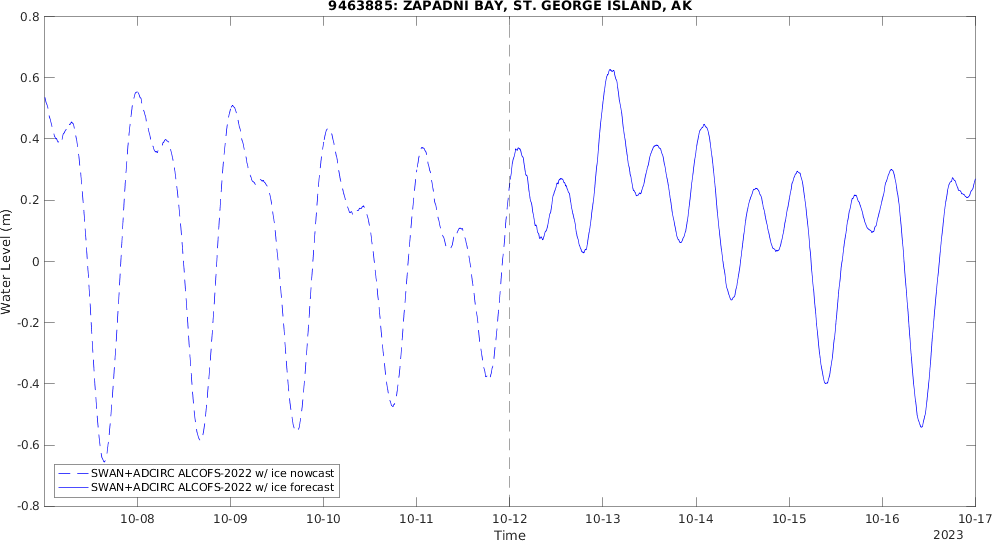 9463885: ZAPADNI BAY, ST. GEORGE ISLAND, AK
0.8
0.6
0.4
0.2
0
-0.2
-0.4
-0.6
-0.8
Water Level (m)
SWAN+ADCIRC ALCOFS-2022 w/ ice nowcast
SWAN+ADCIRC ALCOFS-2022 w/ ice forecast
10-08 10-09 10-10 10-11 10-12 10-13 10-14 10-15 10-16 10-17
Time
2023